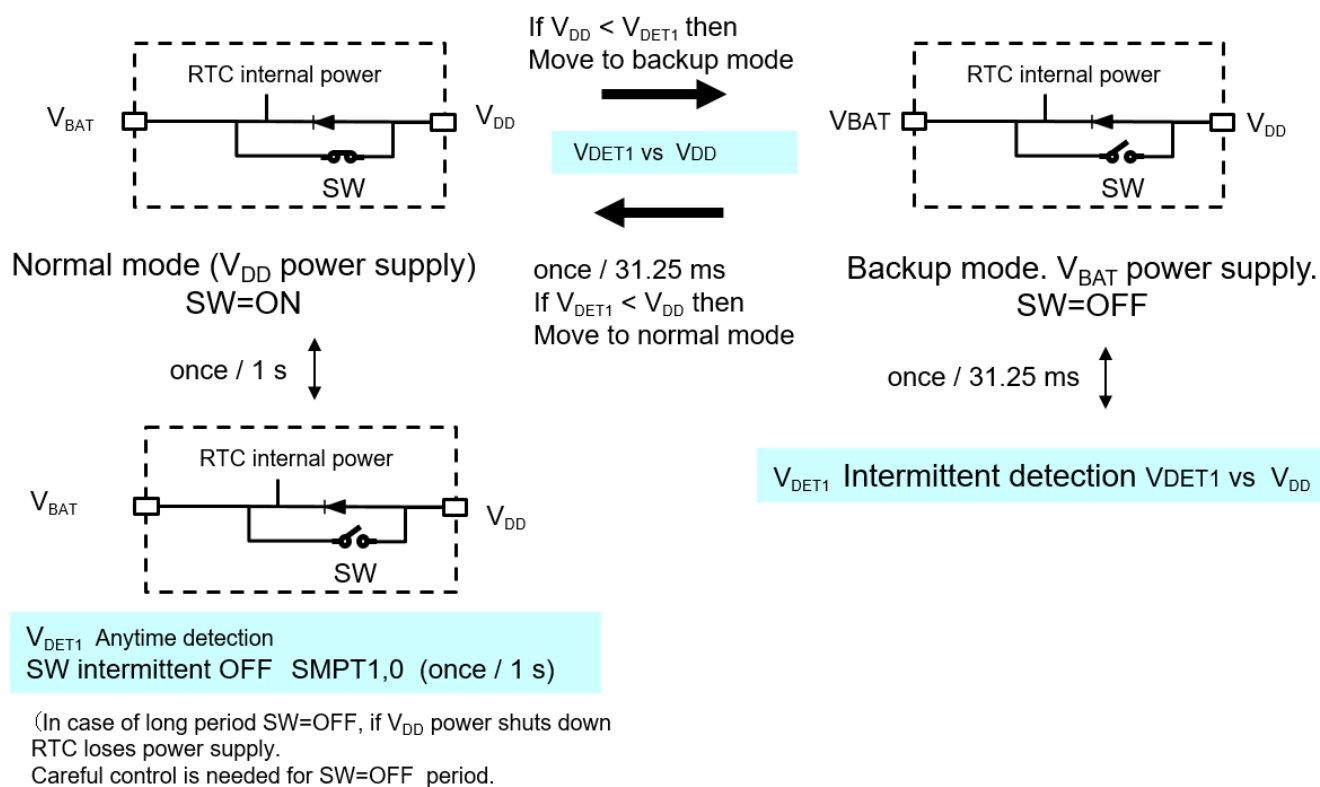 If VDD < VDET1 then
Move to backup mode
RTC internal power
VBAT
VDD
SW
VDET1 vs VDD
RTC internal power
VBAT
VDD
SW
Normal mode (VDD power supply)
SW=ON
once / 31.25 ms
If VDET1 < VDD then
Move to normal mode
Backup mode. VBAT power supply.
SW=OFF
once / 1 s
once / 31.25 ms
RTC internal power
VBAT
VDD
SW
VDET1 Intermittent detection VDET1 vs VDD
VDET1 Anytime detection
SW intermittent OFF SMPT1,0 (once / 1 s)
（In case of long period SW=OFF, if VDD power shuts down
RTC loses power supply.
Careful control is needed for SW=OFF period.